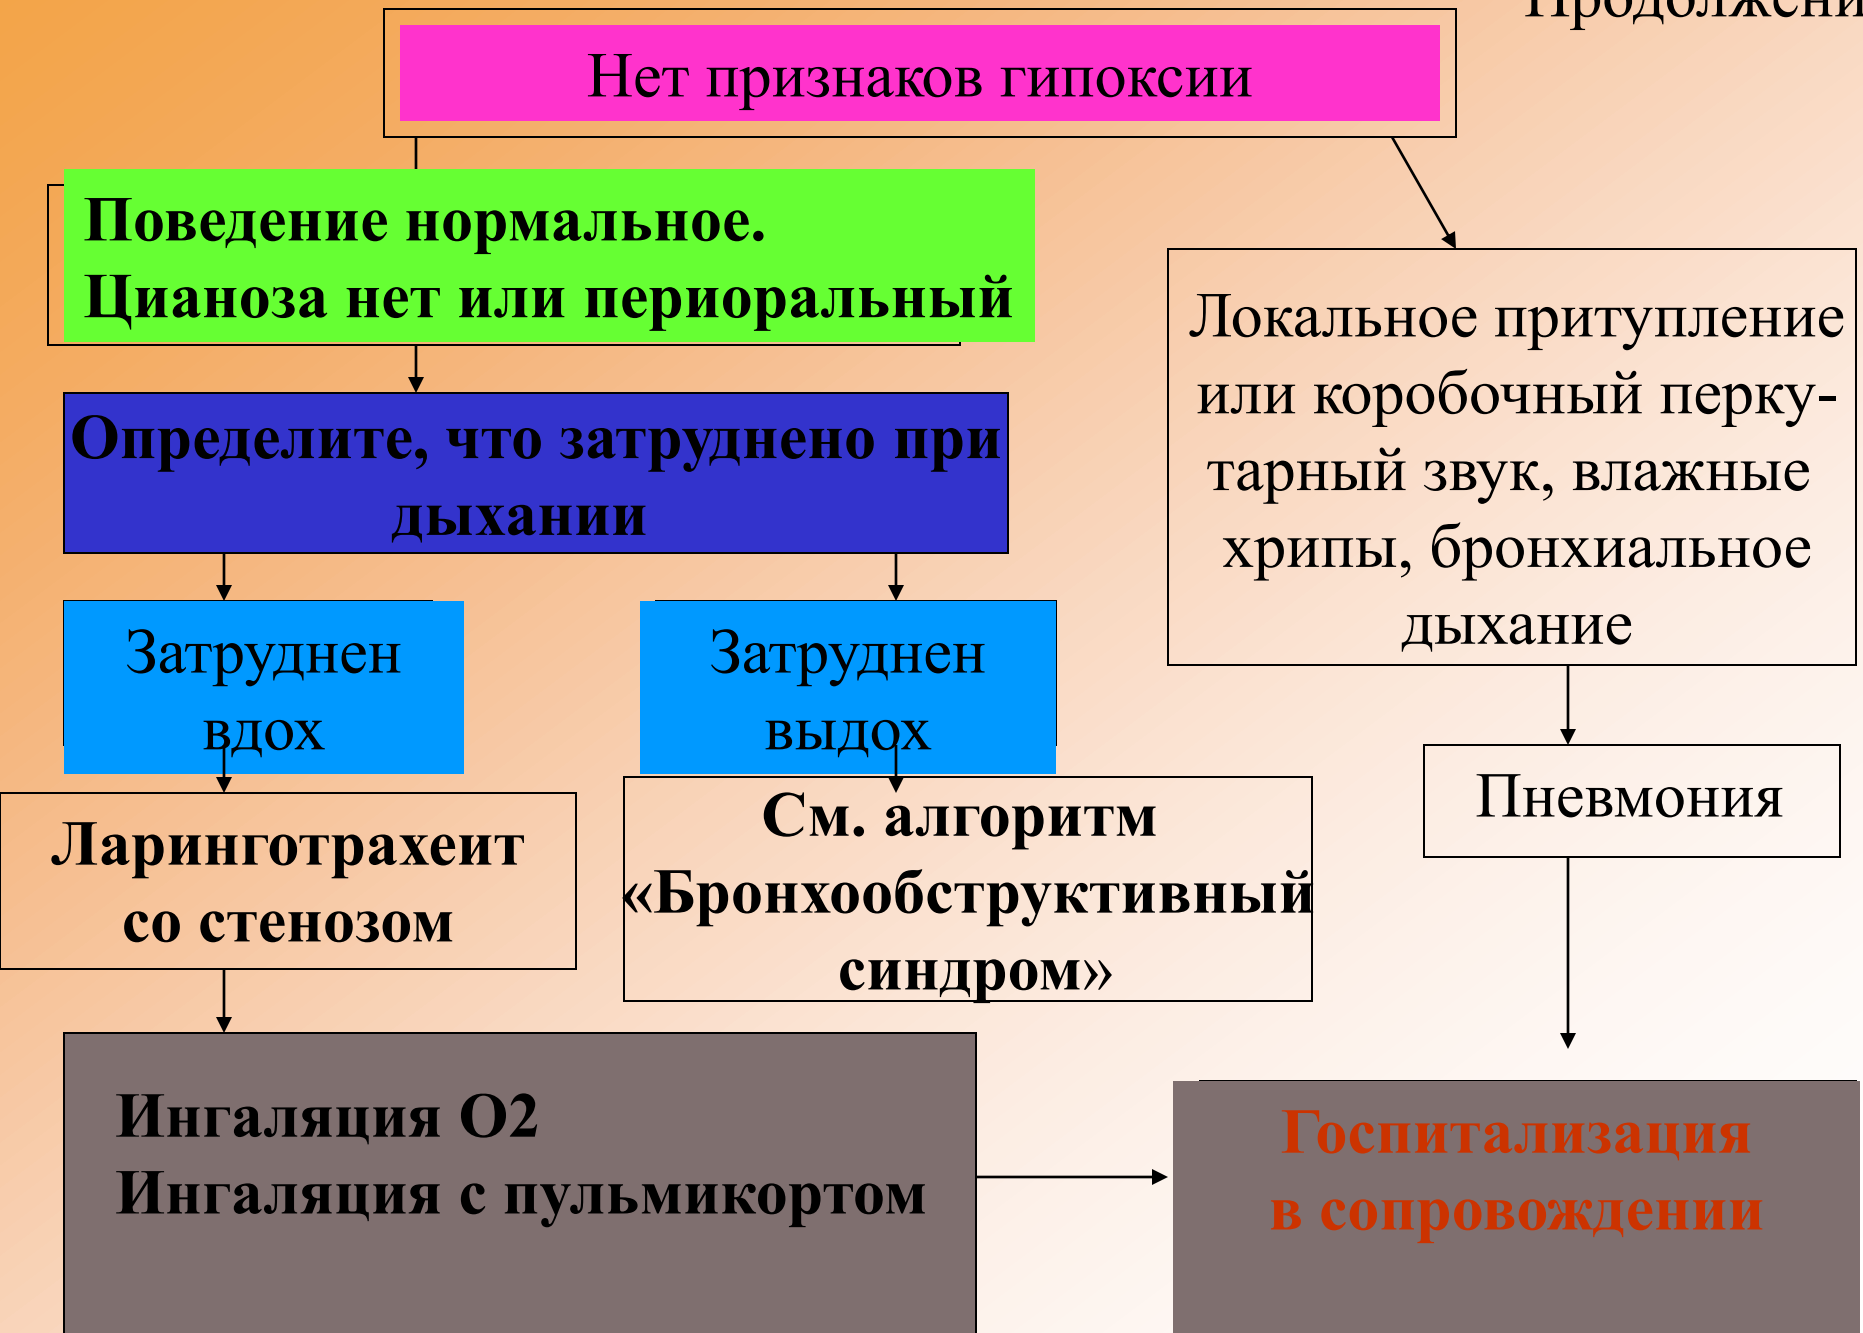 Нет признаков гипоксии
Поведение нормальное.
Цианоза нет или периоральный
Определите, что затруднено при
дыхании
Затруднен
вдох
Затруднен
выдох
Ларинготрахеит
со стенозом
См. алгоритм
«Бронхообструктивный
синдром»
Ингаляция О2
Ингаляция с пульмикортом
Локальное притупление
или коробочный перку-
тарный звук, влажные
хрипы, бронхиальное
дыхание
Пневмония
Госпитализация
в сопровождении